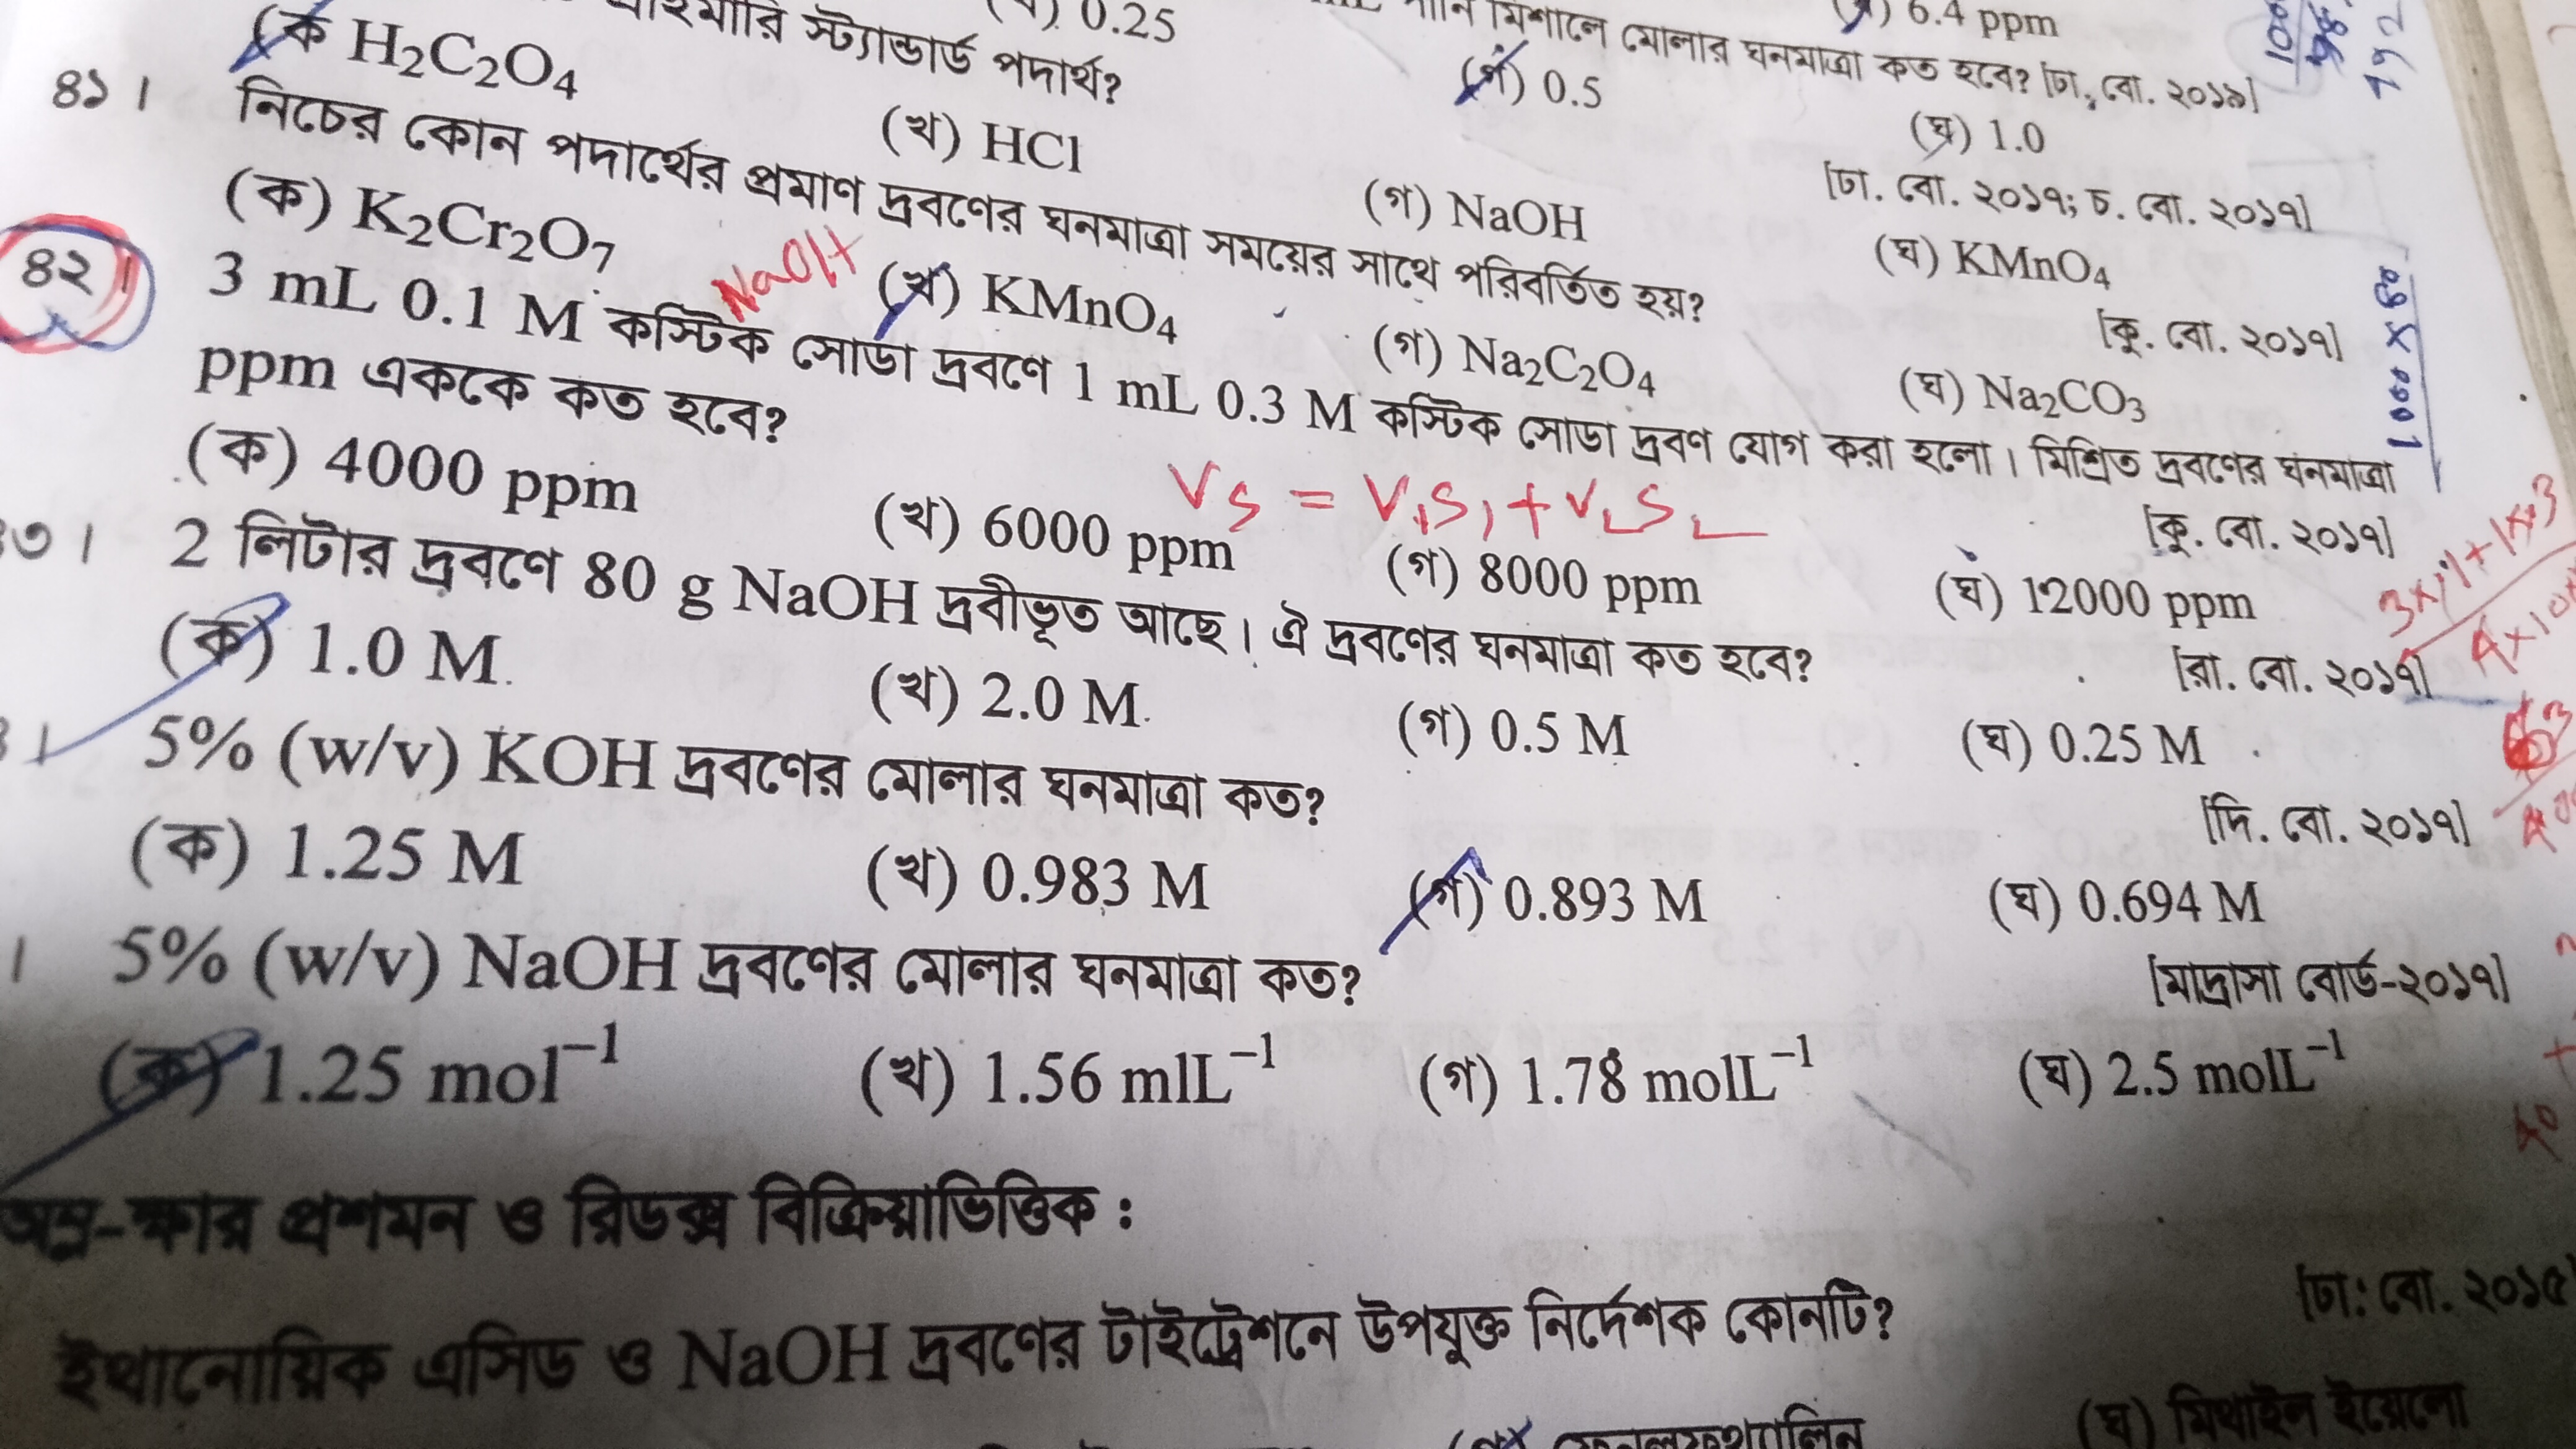 (খ) 0.25
(ঘ) 6.4 ppm
মিশালে মোলার ঘনমাত্রা কত হবে? [ঢা. বো. ২০১৯]
(গ) 0.5
(ঘ) 1.0
স্ট্যান্ডার্ড পদার্থ?
[ঢা. বো. ২০১৭; চ. বো. ২০১৭]
(ক) H₂C₂O₄ (খ) HCl (গ) NaOH (ঘ) KMnO₄
৪১। নিচের কোন পদার্থের প্রমাণ দ্রবণের ঘনমাত্রা সময়ের সাথে পরিবর্তিত হয়? [কু. বো. ২০১৭]
(ক) K₂Cr₂O₇ (খ) KMnO₄ (গ) Na₂C₂O₄ (ঘ) Na₂CO₃
NaOH
৪২। 3 mL 0.1 M কস্টিক সোডা দ্রবণে 1 mL 0.3 M কস্টিক সোডা দ্রবণ যোগ করা হলো। মিশ্রিত দ্রবণের ঘনমাত্রা
ppm এককে কত হবে? [কু. বো. ২০১৭]
VS = V₁S₁ + V₂S₂
(ক) 4000 ppm (খ) 6000 ppm (গ) 8000 ppm (ঘ) 12000 ppm
৩। 2 লিটার দ্রবণে 80 g NaOH দ্রবীভূত আছে। ঐ দ্রবণের ঘনমাত্রা কত হবে? [রা. বো. ২০১৭]
(ক) 1.0 M. (খ) 2.0 M. (গ) 0.5 M (ঘ) 0.25 M
। 5% (w/v) KOH দ্রবণের মোলার ঘনমাত্রা কত? [দি. বো. ২০১৭]
(ক) 1.25 M (খ) 0.983 M (গ) 0.893 M (ঘ) 0.694 M
। 5% (w/v) NaOH দ্রবণের মোলার ঘনমাত্রা কত? [মাদ্রাসা বোর্ড-২০১৭]
(ক) 1.25 mol⁻¹ (খ) 1.56 mlL⁻¹ (গ) 1.78 molL⁻¹ (ঘ) 2.5 molL⁻¹
অম্ল-ক্ষার প্রশমন ও রিডক্স বিক্রিয়াভিত্তিক :
ইথানোয়িক এসিড ও NaOH দ্রবণের টাইট্রেশনে উপযুক্ত নির্দেশক কোনটি? [ঢা: বো. ২০১৫
(ঘ) মিথাইল ইয়েলো